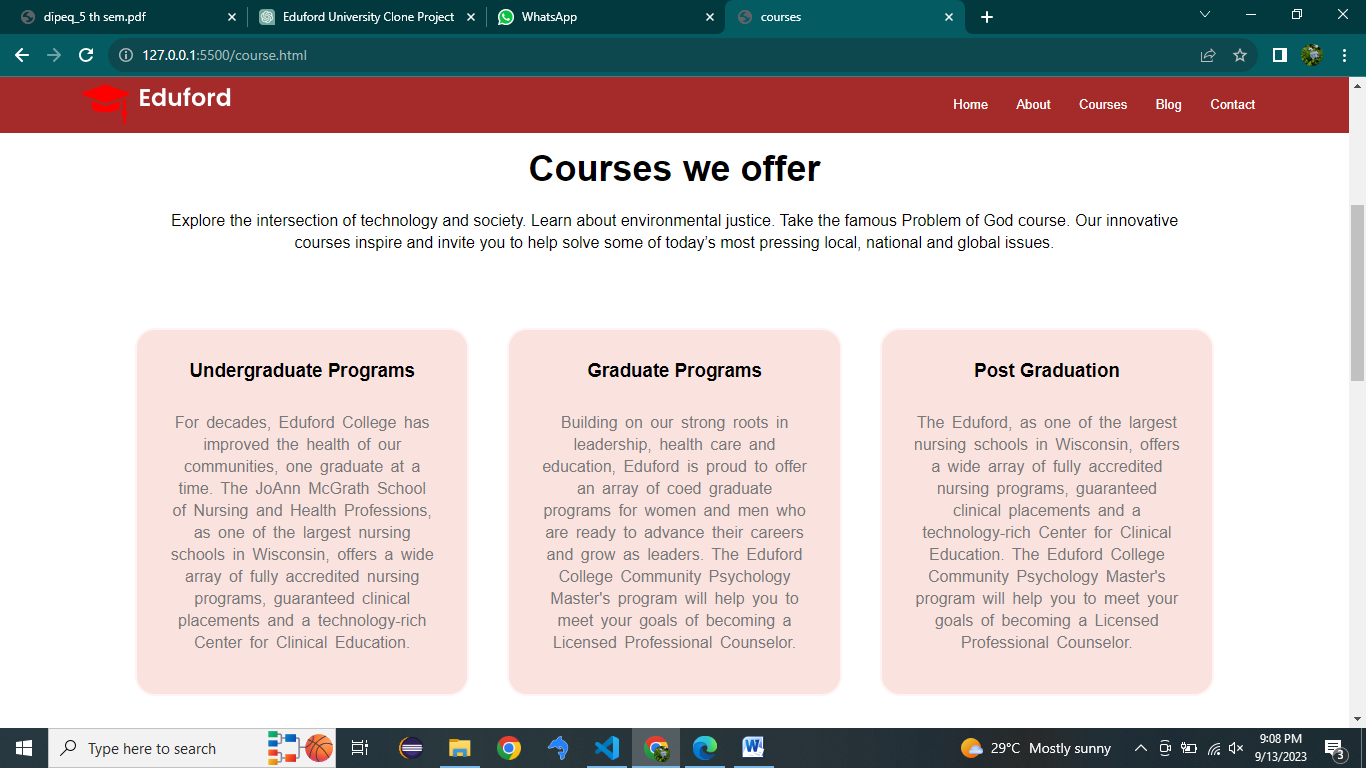 dipeq_5 th sem.pdf
Eduford University Clone Project
WhatsApp
courses
127.0.0.1:5500/course.html
Eduford
Home
About
Courses
Blog
Contact
Courses we offer
Explore the intersection of technology and society. Learn about environmental justice. Take the famous Problem of God course. Our innovative
courses inspire and invite you to help solve some of today’s most pressing local, national and global issues.
Undergraduate Programs
For decades, Eduford College has
improved the health of our
communities, one graduate at a
time. The JoAnn McGrath School
of Nursing and Health Professions,
as one of the largest nursing
schools in Wisconsin, offers a wide
array of fully accredited nursing
programs, guaranteed clinical
placements and a technology-rich
Center for Clinical Education.
Graduate Programs
Building on our strong roots in
leadership, health care and
education, Eduford is proud to offer
an array of coed graduate
programs for women and men who
are ready to advance their careers
and grow as leaders. The Eduford
College Community Psychology
Master's program will help you to
meet your goals of becoming a
Licensed Professional Counselor.
Post Graduation
The Eduford, as one of the largest
nursing schools in Wisconsin, offers
a wide array of fully accredited
nursing programs, guaranteed
clinical placements and a
technology-rich Center for Clinical
Education. The Eduford College
Community Psychology Master's
program will help you to meet your
goals of becoming a Licensed
Professional Counselor.
Type here to search
29°C Mostly sunny
9:08 PM
9/13/2023
3